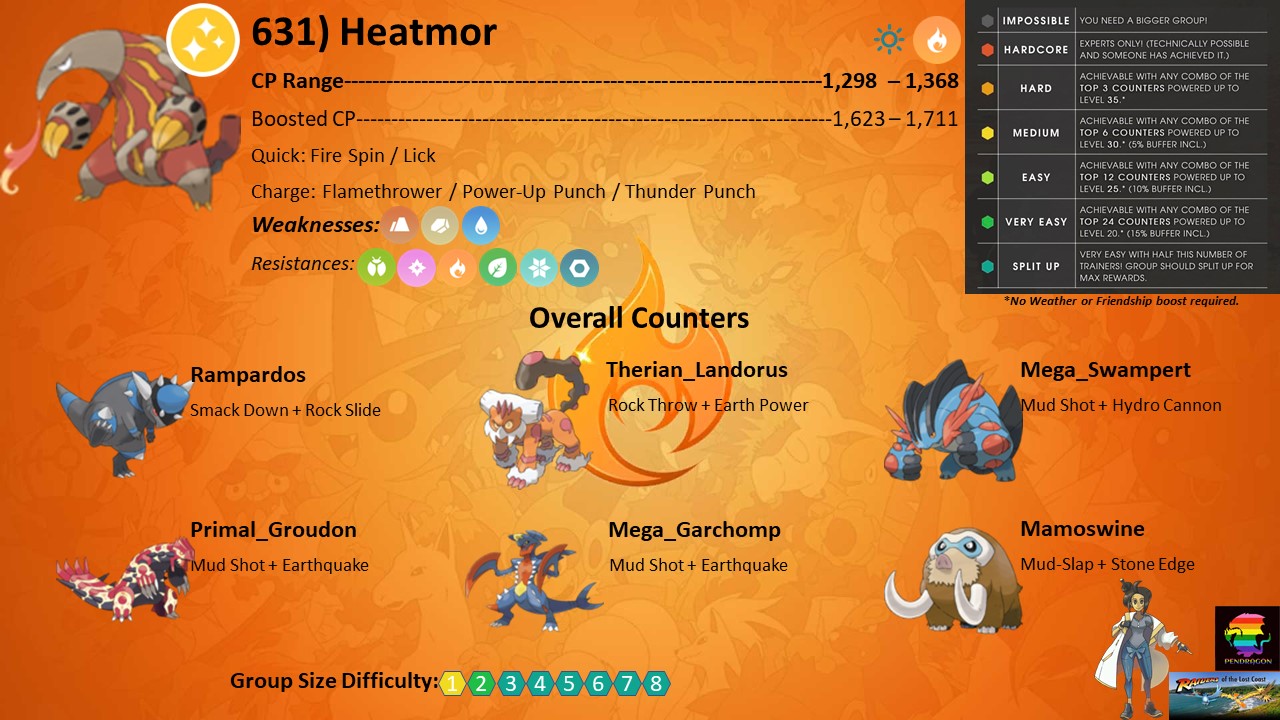 631) Heatmor
CP Range--------------------------------------------------------------------1,298 – 1,368
Boosted CP--------------------------------------------------------------------1,623 – 1,711
Quick: Fire Spin / Lick
Charge: Flamethrower / Power-Up Punch / Thunder Punch
Weaknesses:
Resistances:
IMPOSSIBLE YOU NEED A BIGGER GROUP!
HARDCORE EXPERTS ONLY! (TECHNICALLY POSSIBLE
AND SOMEONE HAS ACHIEVED IT.)
HARD ACHIEVABLE WITH ANY COMBO OF THE
TOP 3 COUNTERS POWERED UP TO
LEVEL 35.*
MEDIUM ACHIEVABLE WITH ANY COMBO OF THE
TOP 6 COUNTERS POWERED UP TO
LEVEL 30.* (5% BUFFER INCL.)
EASY ACHIEVABLE WITH ANY COMBO OF THE
TOP 12 COUNTERS POWERED UP TO
LEVEL 25.* (10% BUFFER INCL.)
VERY EASY ACHIEVABLE WITH ANY COMBO OF THE
TOP 24 COUNTERS POWERED UP TO
LEVEL 20.* (15% BUFFER INCL.)
SPLIT UP VERY EASY WITH HALF THIS NUMBER OF
TRAINERS! GROUP SHOULD SPLIT UP FOR
MAX REWARDS.
*No Weather or Friendship boost required.
Overall Counters
Rampardos
Smack Down + Rock Slide
Therian_Landorus
Rock Throw + Earth Power
Mega_Swampert
Mud Shot + Hydro Cannon
Primal_Groudon
Mud Shot + Earthquake
Mega_Garchomp
Mud Shot + Earthquake
Mamoswine
Mud-Slap + Stone Edge
Group Size Difficulty: 1 2 3 4 5 6 7 8
PENDRAGON
RAIDERS of the Lost Coast